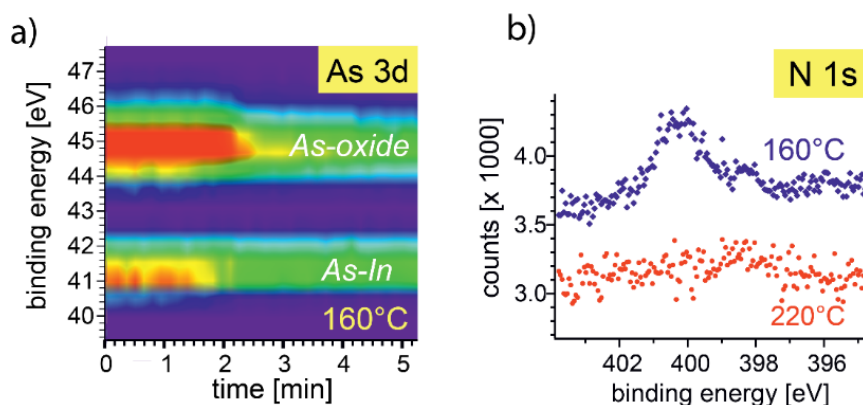 a)
As 3d
binding energy [eV]
47
46
45
44
43
42
41
40
As-oxide
As-In
160°C
0
1
2
3
4
5
time [min]
b)
N 1s
counts [x 1000]
4.0
3.5
3.0
160°C
220°C
402
400
398
396
binding energy [eV]